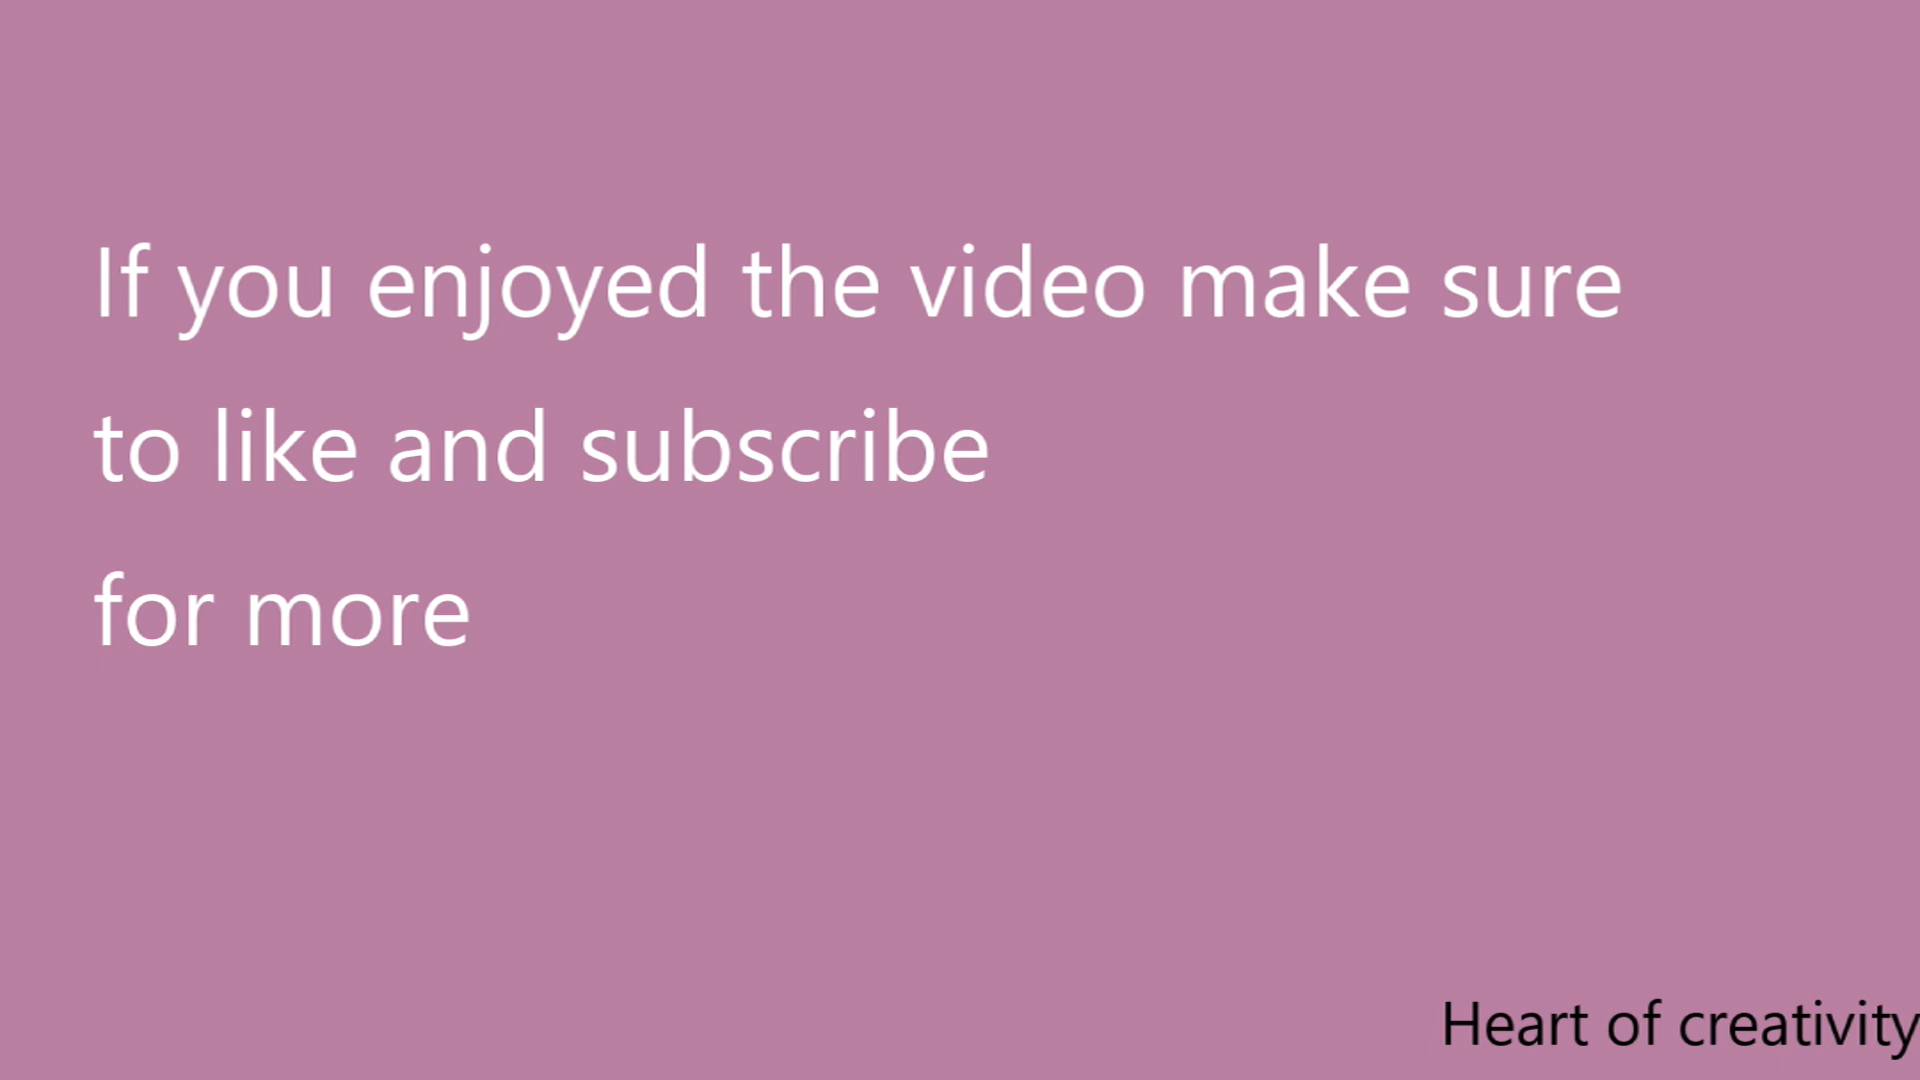 If you enjoyed the video make sure
to like and subscribe
for more
Heart of creativity